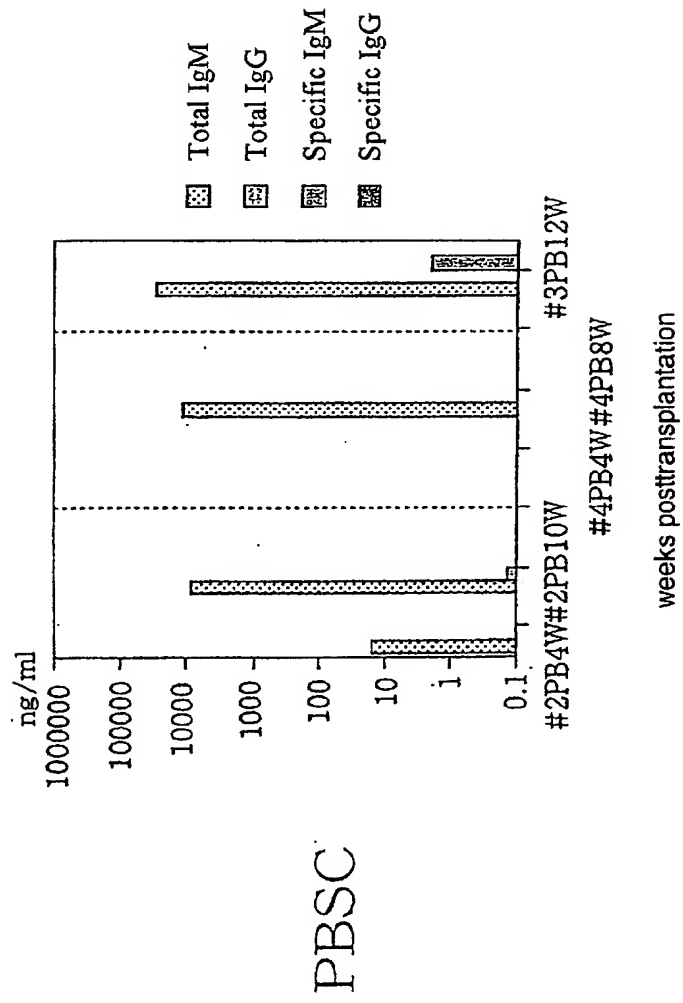 PBSC
ng/ml
1000000
100000
10000
1000
100
10
1
0.1
#2PB4W#2PB10W
#4PB4W#4PB8W
#3PB12W
weeks posttransplantation
Total IgM
Total IgG
Specific IgM
Specific IgG